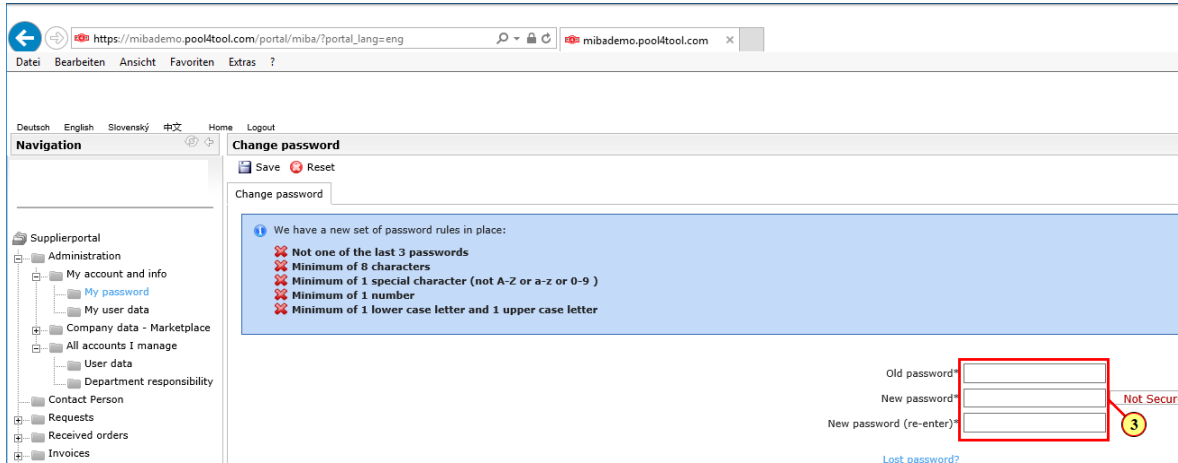 https://mibademo.pool4tool.com/portal/miba/?portal_lang=eng
mibademo.pool4tool.com
Datei Bearbeiten Ansicht Favoriten Extras ?
Deutsch English Slovenský 中文 Home Logout
Navigation
Change password
Save Reset
Change password
We have a new set of password rules in place:
Not one of the last 3 passwords
Minimum of 8 characters
Minimum of 1 special character (not A-Z or a-z or 0-9 )
Minimum of 1 number
Minimum of 1 lower case letter and 1 upper case letter
Supplierportal
Administration
My account and info
My password
My user data
Company data - Marketplace
All accounts I manage
User data
Department responsibility
Contact Person
Requests
Received orders
Invoices
Old password*
New password*
Not Secur
New password (re-enter)*
3
Lost password?